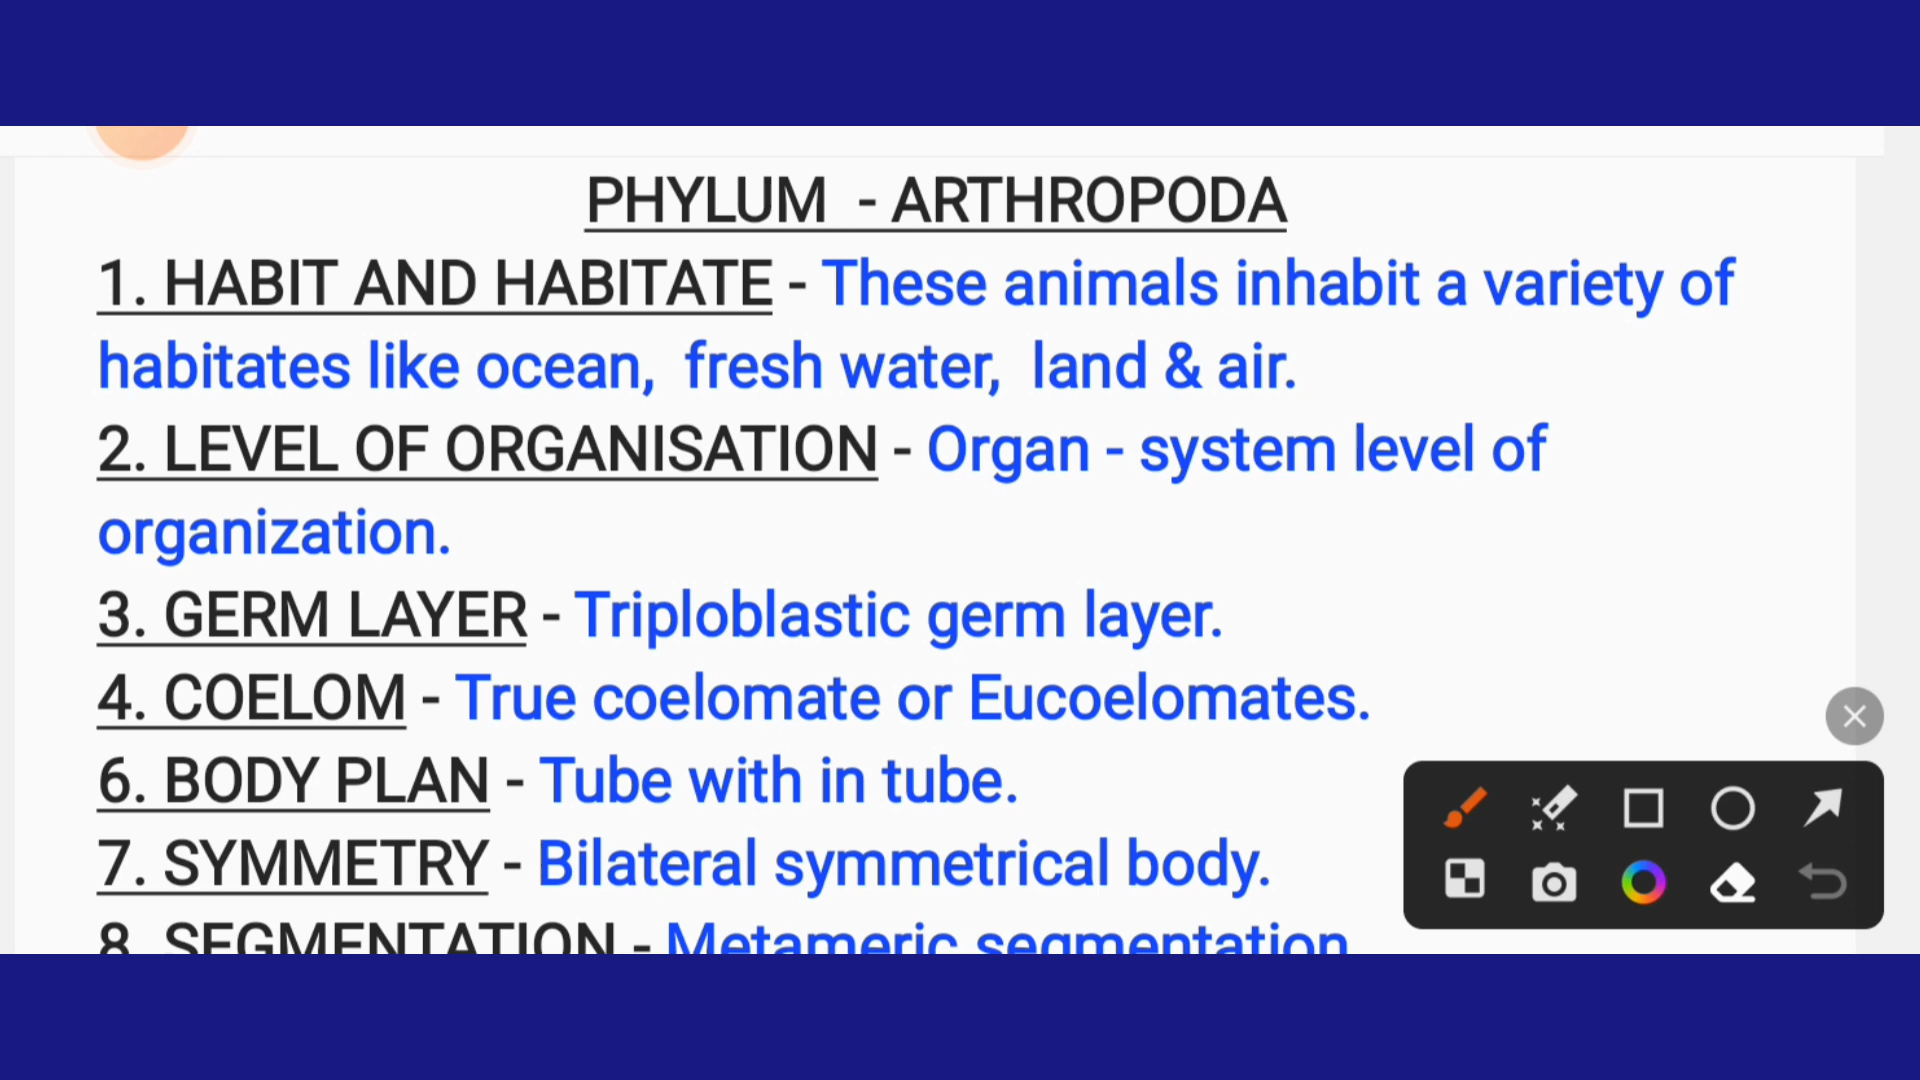 PHYLUM - ARTHROPODA
1. HABIT AND HABITATE - These animals inhabit a variety of
habitates like ocean, fresh water, land & air.
2. LEVEL OF ORGANISATION - Organ - system level of
organization.
3. GERM LAYER - Triploblastic germ layer.
4. COELOM - True coelomate or Eucoelomates.
6. BODY PLAN - Tube with in tube.
7. SYMMETRY - Bilateral symmetrical body.
8. SEGMENTATION - Metameric segmentation